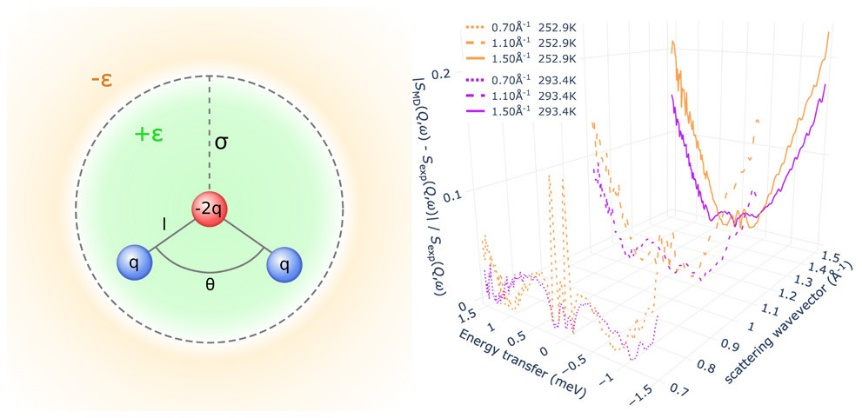 -ε
+ε
σ
-2q
l
q
q
θ
0.70Å⁻¹ 252.9K
1.10Å⁻¹ 252.9K
1.50Å⁻¹ 252.9K
0.70Å⁻¹ 293.4K
1.10Å⁻¹ 293.4K
1.50Å⁻¹ 293.4K
|S_MD(Q,ω) - S_exp(Q,ω)| / S_exp(Q,ω)
0.2
0.1
0
1.5
1
0.5
0
−0.5
−1
−1.5
Energy transfer (meV)
0.7
0.8
0.9
1
1.1
1.2
1.3
1.4
1.5
scattering wavevector (Å⁻¹)